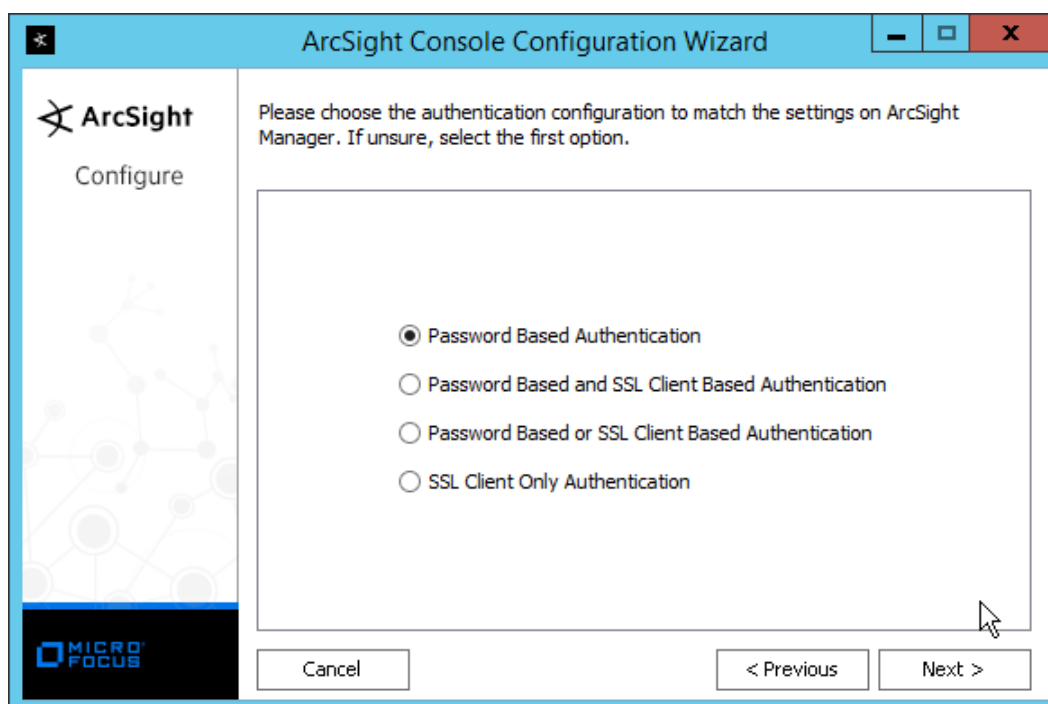 ArcSight Console Configuration Wizard
ArcSight
Configure
Please choose the authentication configuration to match the settings on ArcSight
Manager. If unsure, select the first option.
Password Based Authentication
Password Based and SSL Client Based Authentication
Password Based or SSL Client Based Authentication
SSL Client Only Authentication
MICRO
FOCUS
Cancel
< Previous
Next >